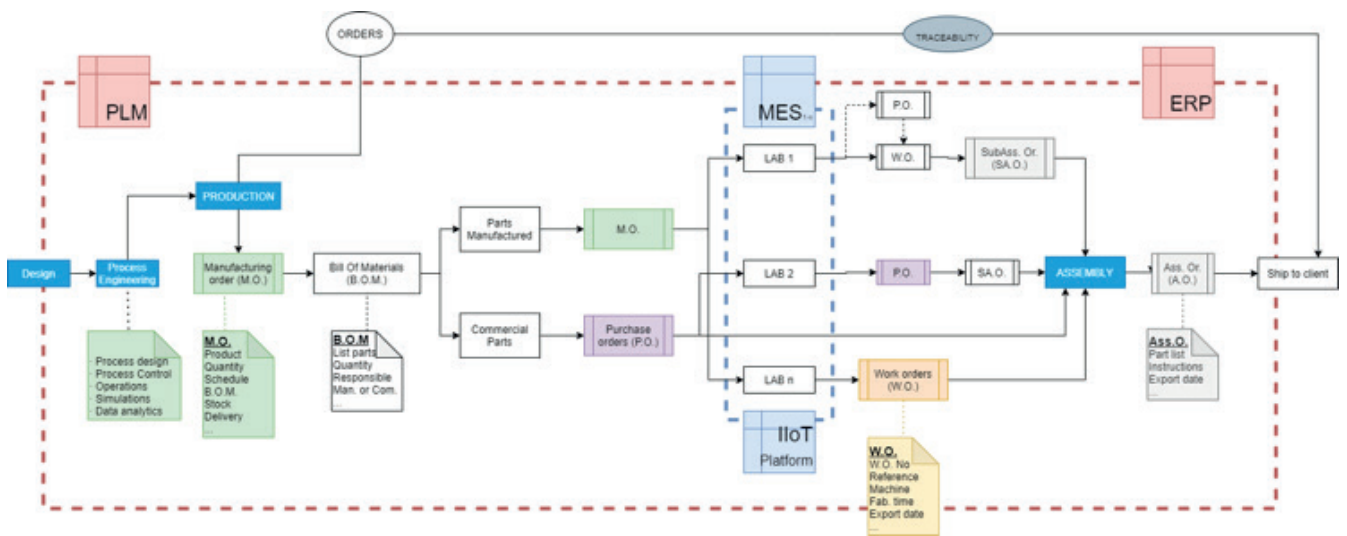 ORDERS
TRACEABILITY
PLM
MES
ERP
P.O.
LAB 1
W.O.
SubAss. Or.
(SA.O.)
PRODUCTION
Parts
Manufactured
M.O.
Design
Process
Engineering
Manufacturing
order (M.O.)
Bill Of Materials
(B.O.M.)
LAB 2
P.O.
SA.O.
ASSEMBLY
Ass. Or.
(A.O.)
Ship to client
Commercial
Parts
Purchase
orders (P.O.)
LAB n
Work orders
(W.O.)
- Process design
- Process Control
- Operations
- Simulations
- Data analytics
M.O.
Product
Quantity
Schedule
B.O.M.
Stock
Delivery
...
B.O.M
List parts
Quantity
Responsible
Man. or Com.
...
Ass.O.
Part list
Instructions
Export date
...
IIoT
Platform
W.O.
W.O. No
Reference
Machine
Fab. time
Export date
...